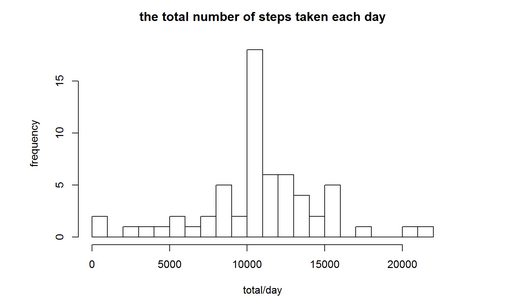 the total number of steps taken each day
frequency
15
10
5
0
0 5000 10000 15000 20000
total/day